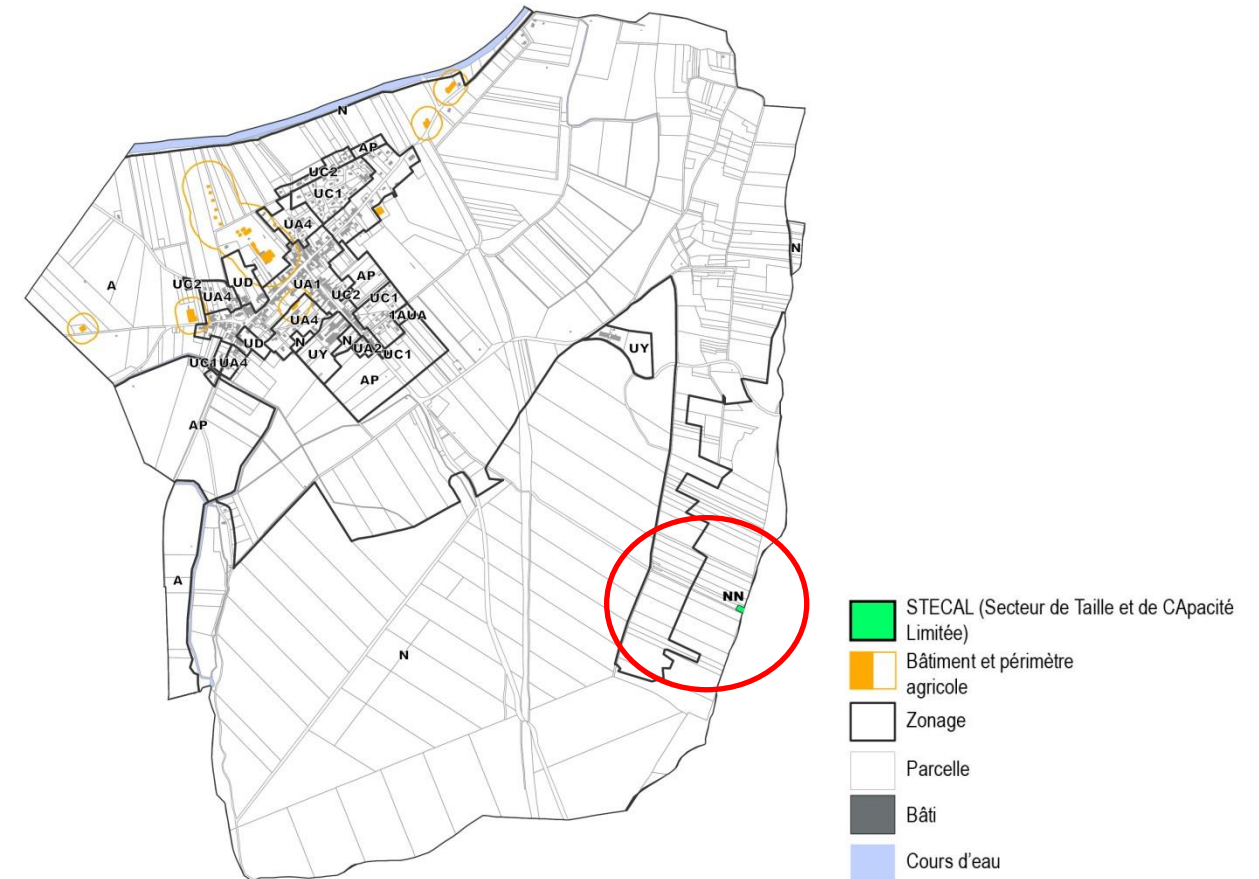 N
AP
UC2
UC1
UA4
N
A
UC2
UD
UA4
UA1
AP
UC2
UC1
1AUA
UA4
UD
N
N
UY
UA2
UC1
UC1
UA4
AP
UY
AP
A
NN
N
STECAL (Secteur de Taille et de CApacité
Limitée)
Bâtiment et périmètre
agricole
Zonage
Parcelle
Bâti
Cours d'eau